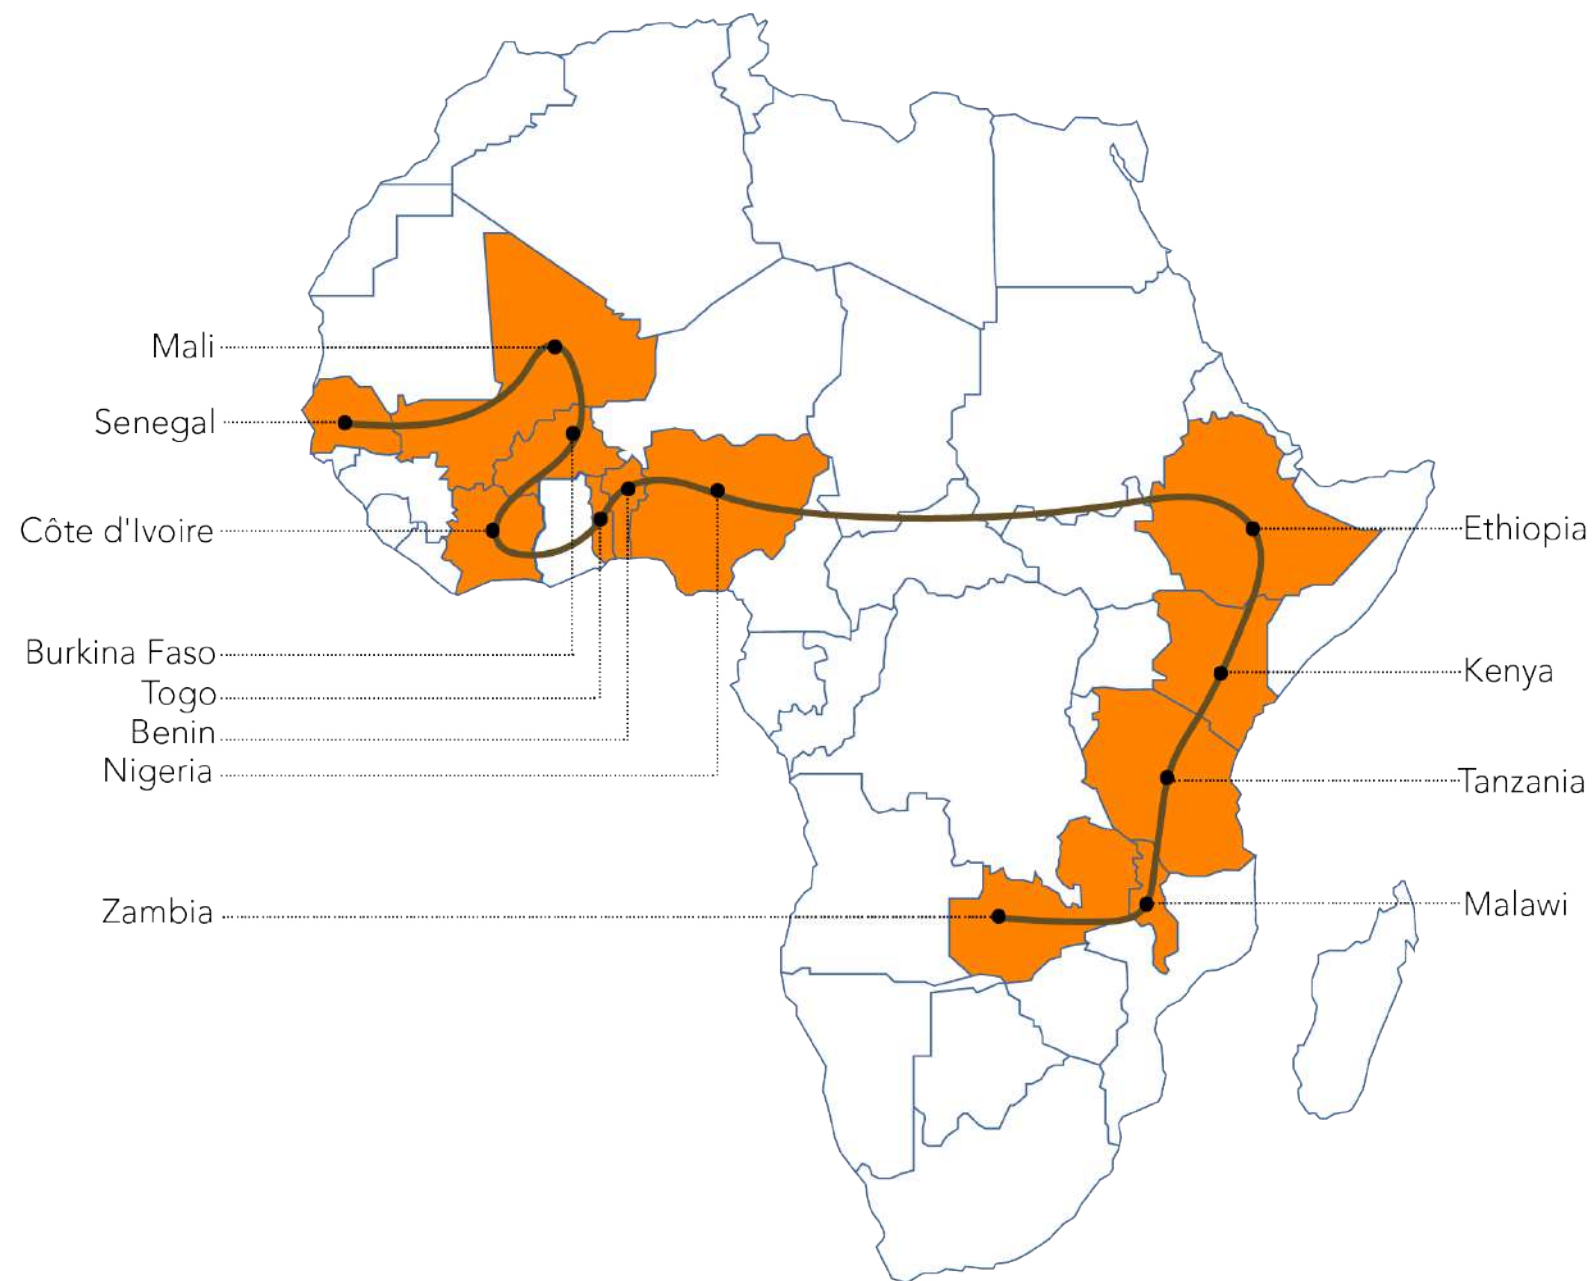 Mali
Senegal
Côte d'Ivoire
Burkina Faso
Togo
Benin
Nigeria
Zambia
Ethiopia
Kenya
Tanzania
Malawi